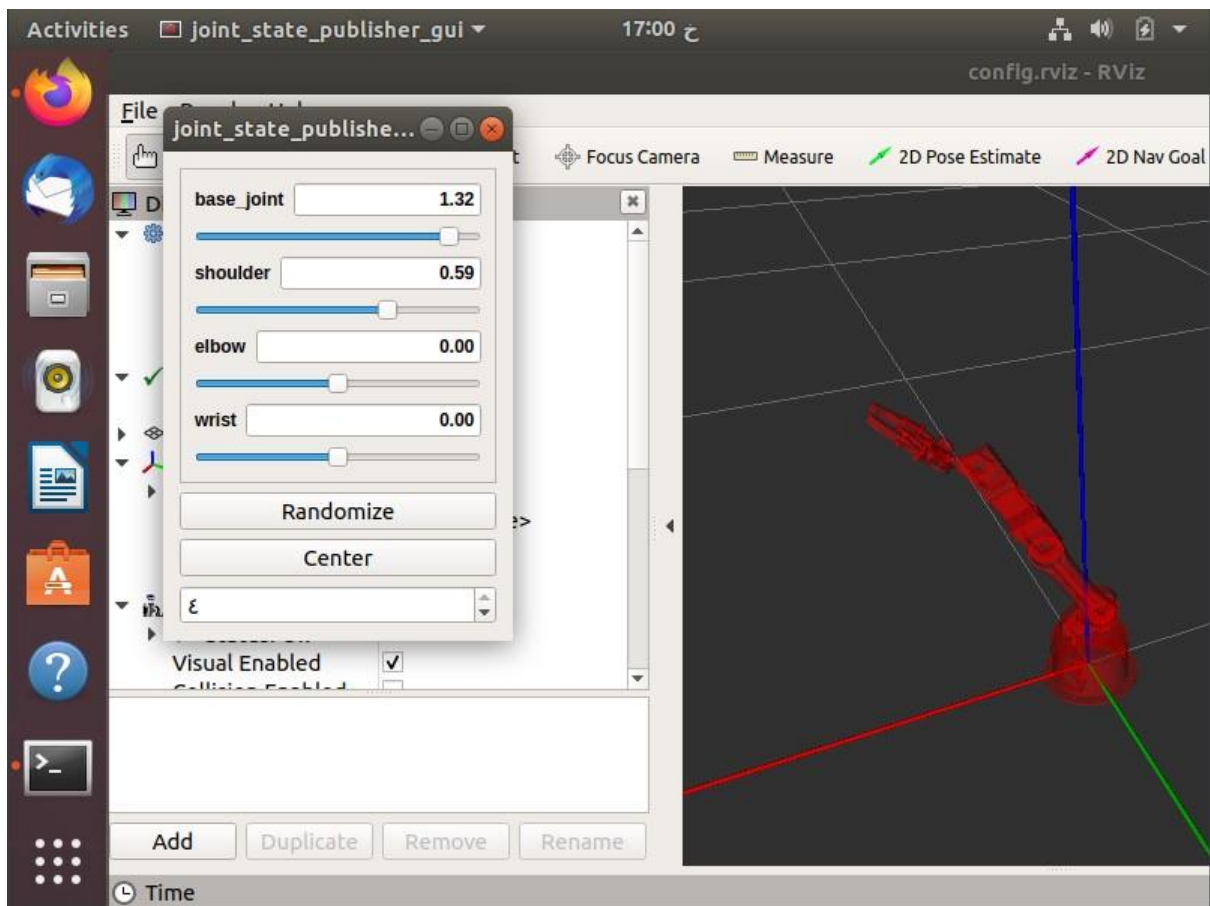 Activities joint_state_publisher_gui 17:00 خ
config.rviz - RViz
File
joint_state_publishe...
Focus Camera Measure 2D Pose Estimate 2D Nav Goal
D
base_joint 1.32
shoulder 0.59
elbow 0.00
wrist 0.00
Randomize
e>
Center
٤
Visual Enabled
Collision Enabled
Add Duplicate Remove Rename
Time